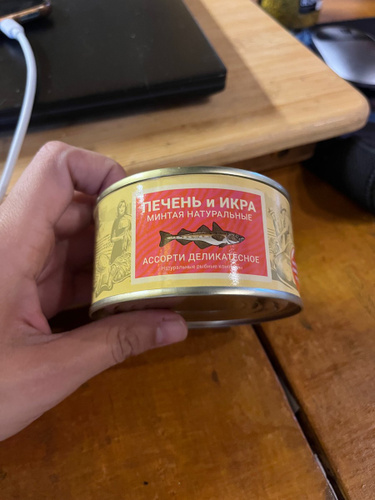 ПЕЧЕНЬ и ИКРА
МИНТАЯ НАТУРАЛЬНЫЕ
АССОРТИ ДЕЛИКАТЕСНОЕ
натуральные рыбные консервы